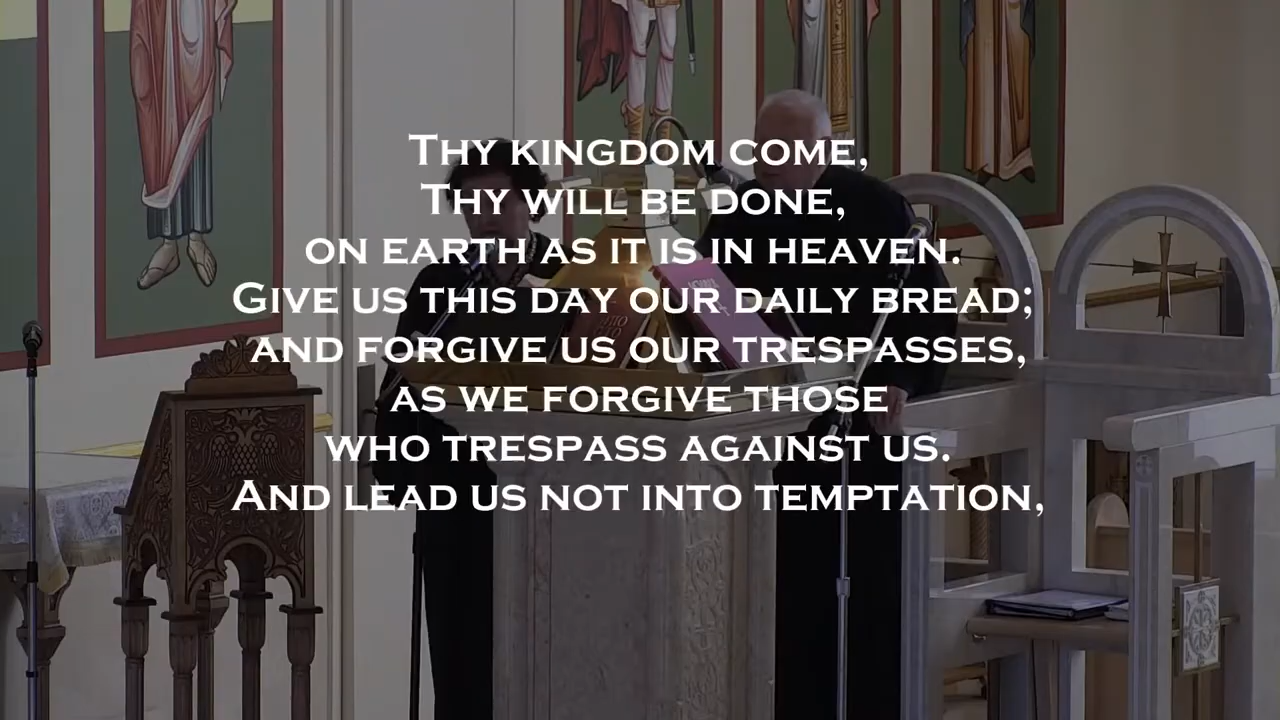 Thy kingdom come,
Thy will be done,
on earth as it is in heaven.
Give us this day our daily bread;
and forgive us our trespasses,
as we forgive those
who trespass against us.
And lead us not into temptation,